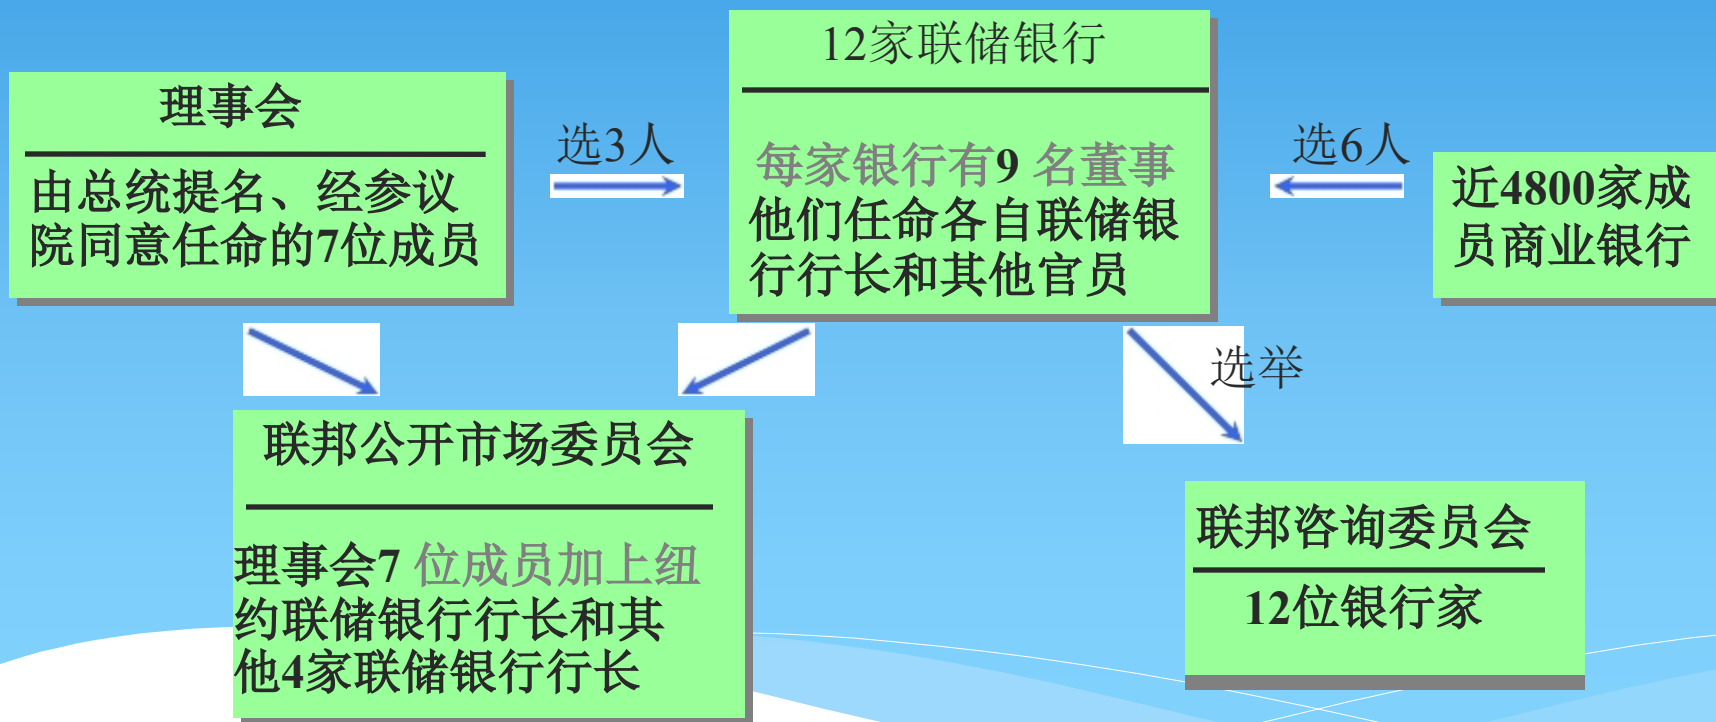 理事会
由总统提名、经参议
院同意任命的7位成员
选3人
12家联储银行
每家银行有9 名董事
他们任命各自联储银
行行长和其他官员
选6人
近4800家成
员商业银行
联邦公开市场委员会
理事会7 位成员加上纽
约联储银行行长和其
他4家联储银行行长
选举
联邦咨询委员会
12位银行家